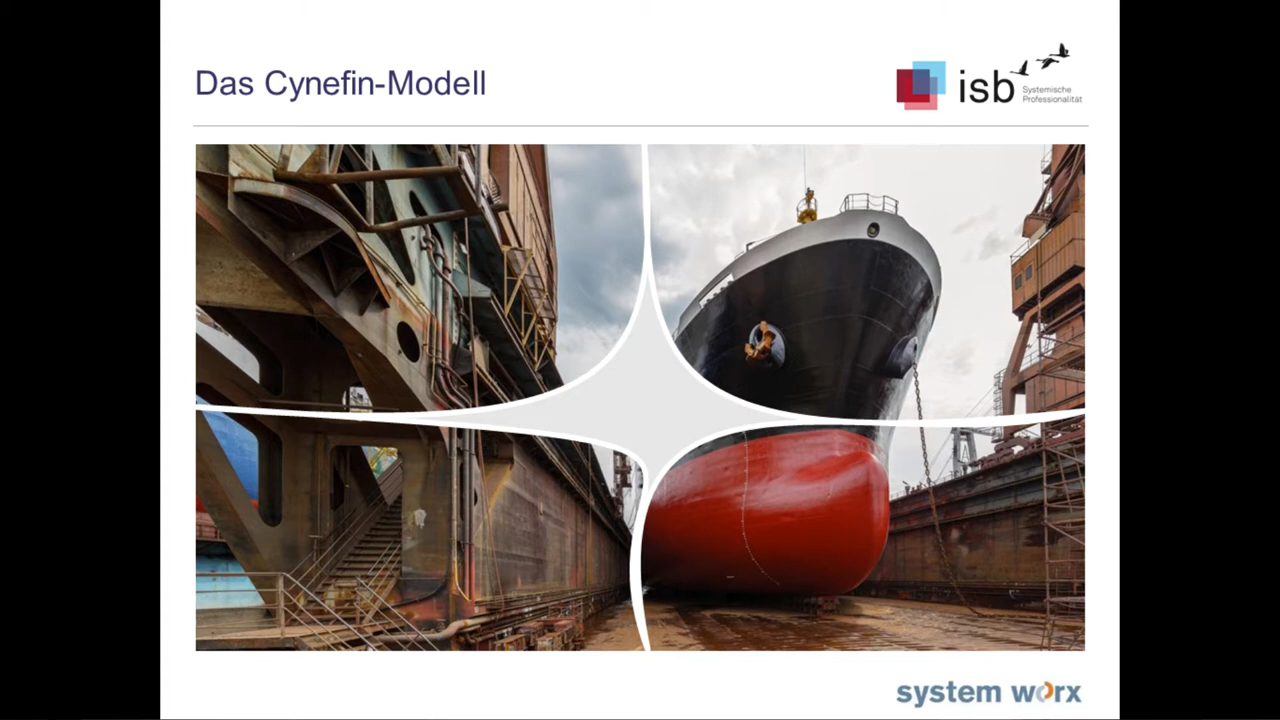 Das Cynefin-Modell
isb
Systemische
Professionalität
system worx